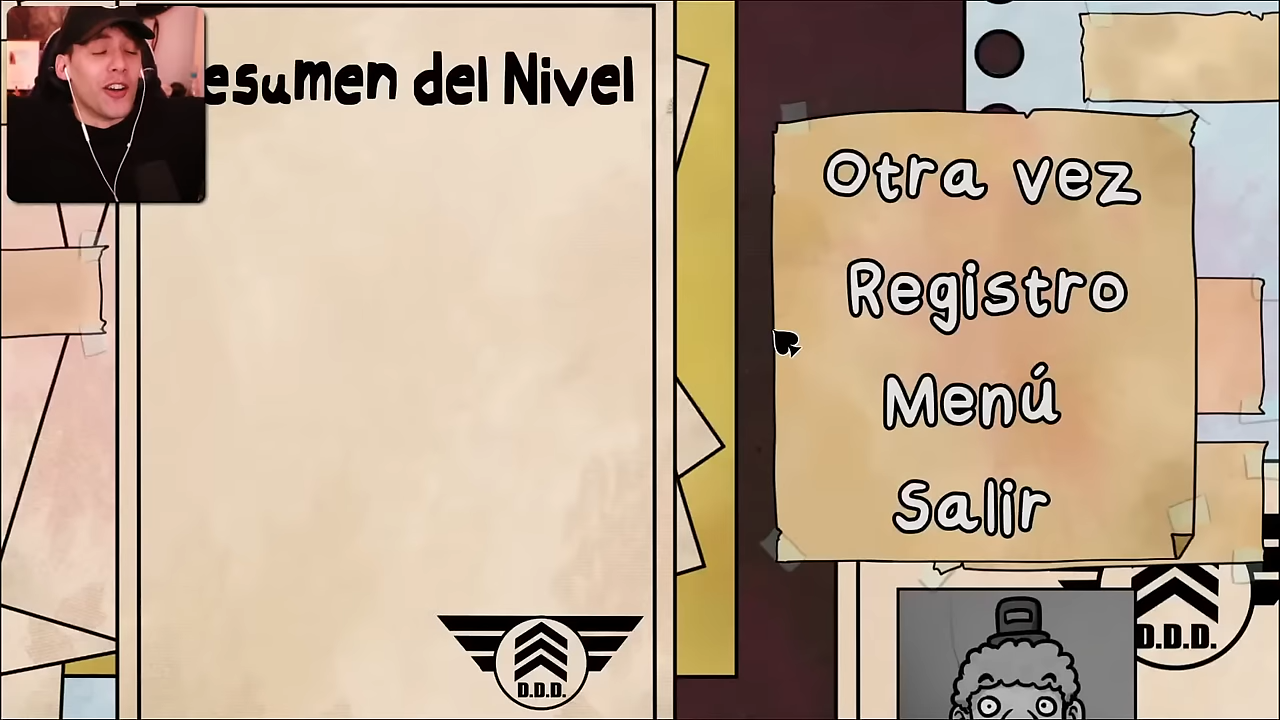 esumen del Nivel
Otra vez
Registro
Menú
Salir
D.D.D.
D.D.D.